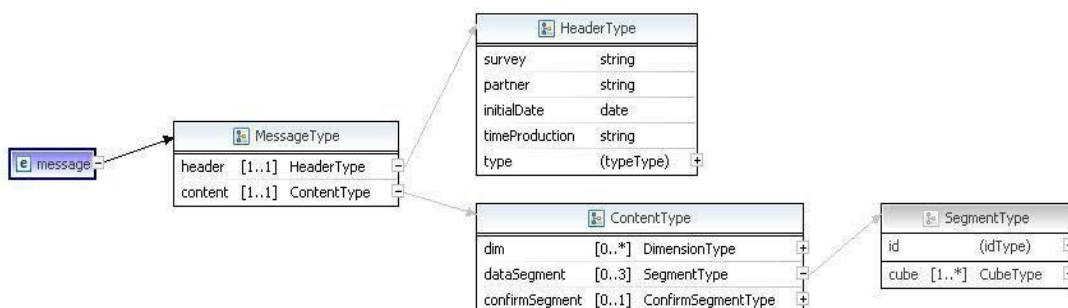 message
MessageType
header [1..1] HeaderType
content [1..1] ContentType
HeaderType
survey string
partner string
initialDate date
timeProduction string
type (typeType)
ContentType
dim [0..*] DimensionType
dataSegment [0..3] SegmentType
confirmSegment [0..1] ConfirmSegmentType
SegmentType
id (idType)
cube [1..*] CubeType